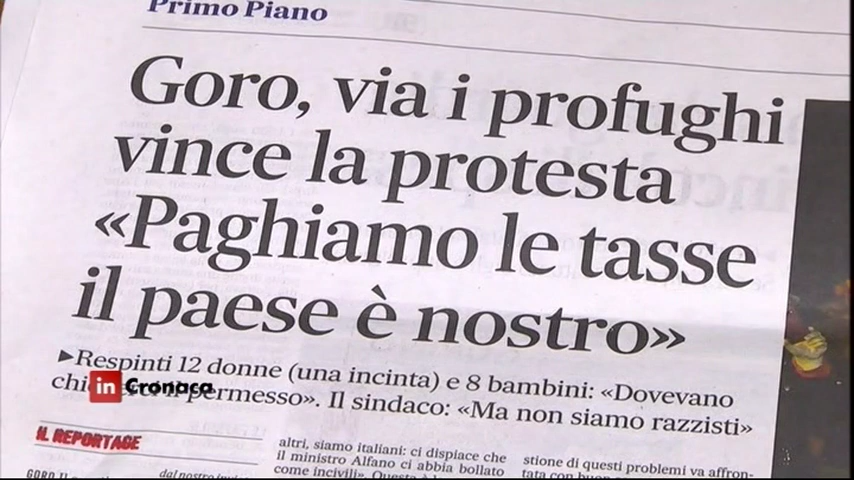 Primo Piano
Goro, via i profughi
vince la protesta
«Paghiamo le tasse
il paese è nostro»
►Respinti 12 donne (una incinta) e 8 bambini: «Dovevano
il permesso». Il sindaco: «Ma non siamo razzisti»
in Cronaca
IL REPORTAGE
altri, siamo italiani: ci dispiace che
il ministro Alfano ci abbia bollato
come incivili».
stione di questi problemi va affron-